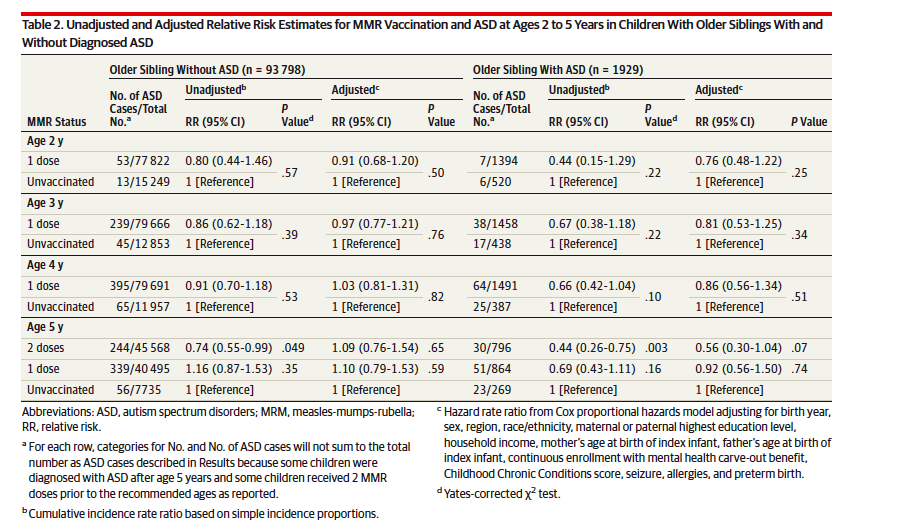 Table 2. Unadjusted and Adjusted Relative Risk Estimates for MMR Vaccination and ASD at Ages 2 to 5 Years in Children With Older Siblings With and
Without Diagnosed ASD
Older Sibling Without ASD (n = 93 798) Older Sibling With ASD (n = 1929)
No. of ASD Cases/Total No.a Unadjustedb Adjustedc No. of ASD Cases/Total No.a Unadjustedb Adjustedc
MMR Status RR (95% CI) P Valued RR (95% CI) P Value RR (95% CI) P Valued RR (95% CI) P Value
Age 2 y
1 dose 53/77 822 0.80 (0.44-1.46) .57 0.91 (0.68-1.20) .50 7/1394 0.44 (0.15-1.29) .22 0.76 (0.48-1.22) .25
Unvaccinated 13/15 249 1 [Reference] 1 [Reference] 6/520 1 [Reference] 1 [Reference]
Age 3 y
1 dose 239/79 666 0.86 (0.62-1.18) .39 0.97 (0.77-1.21) .76 38/1458 0.67 (0.38-1.18) .22 0.81 (0.53-1.25) .34
Unvaccinated 45/12 853 1 [Reference] 1 [Reference] 17/438 1 [Reference] 1 [Reference]
Age 4 y
1 dose 395/79 691 0.91 (0.70-1.18) .53 1.03 (0.81-1.31) .82 64/1491 0.66 (0.42-1.04) .10 0.86 (0.56-1.34) .51
Unvaccinated 65/11 957 1 [Reference] 1 [Reference] 25/387 1 [Reference] 1 [Reference]
Age 5 y
2 doses 244/45 568 0.74 (0.55-0.99) .049 1.09 (0.76-1.54) .65 30/796 0.44 (0.26-0.75) .003 0.56 (0.30-1.04) .07
1 dose 339/40 495 1.16 (0.87-1.53) .35 1.10 (0.79-1.53) .59 51/864 0.69 (0.43-1.11) .16 0.92 (0.56-1.50) .74
Unvaccinated 56/7735 1 [Reference] 1 [Reference] 23/269 1 [Reference] 1 [Reference]
Abbreviations: ASD, autism spectrum disorders; MRM, measles-mumps-rubella;
RR, relative risk.
a For each row, categories for No. and No. of ASD cases will not sum to the total
number as ASD cases described in Results because some children were
diagnosed with ASD after age 5 years and some children received 2 MMR
doses prior to the recommended ages as reported.
b Cumulative incidence rate ratio based on simple incidence proportions.
c Hazard rate ratio from Cox proportional hazards model adjusting for birth year,
sex, region, race/ethnicity, maternal or paternal highest education level,
household income, mother's age at birth of index infant, father's age at birth of
index infant, continuous enrollment with mental health carve-out benefit,
Childhood Chronic Conditions score, seizure, allergies, and preterm birth.
d Yates-corrected χ2 test.